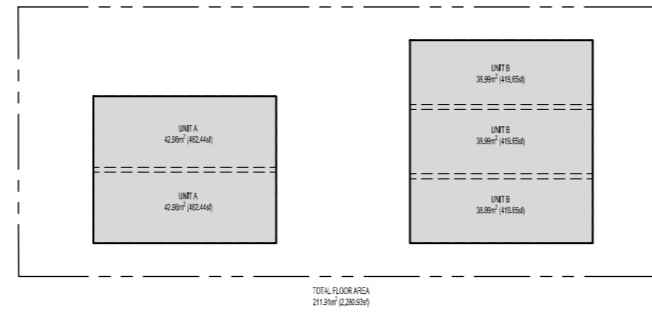 UNIT A
42.96m² (462.44sf)
UNIT A
42.96m² (462.44sf)
UNIT B
38.99m² (419.65sf)
UNIT B
38.99m² (419.65sf)
UNIT B
38.99m² (419.65sf)
TOTAL FLOOR AREA
211.91m² (2,280.93sf)